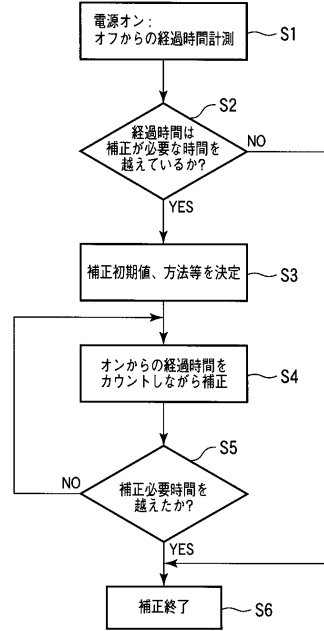 電源オン:
オフからの経過時間計測
S1
S2
経過時間は
補正が必要な時間を
越えているか?
NO
YES
補正初期値、方法等を決定
S3
オンからの経過時間を
カウントしながら補正
S4
S5
補正必要時間を
越えたか?
NO
YES
補正終了
S6